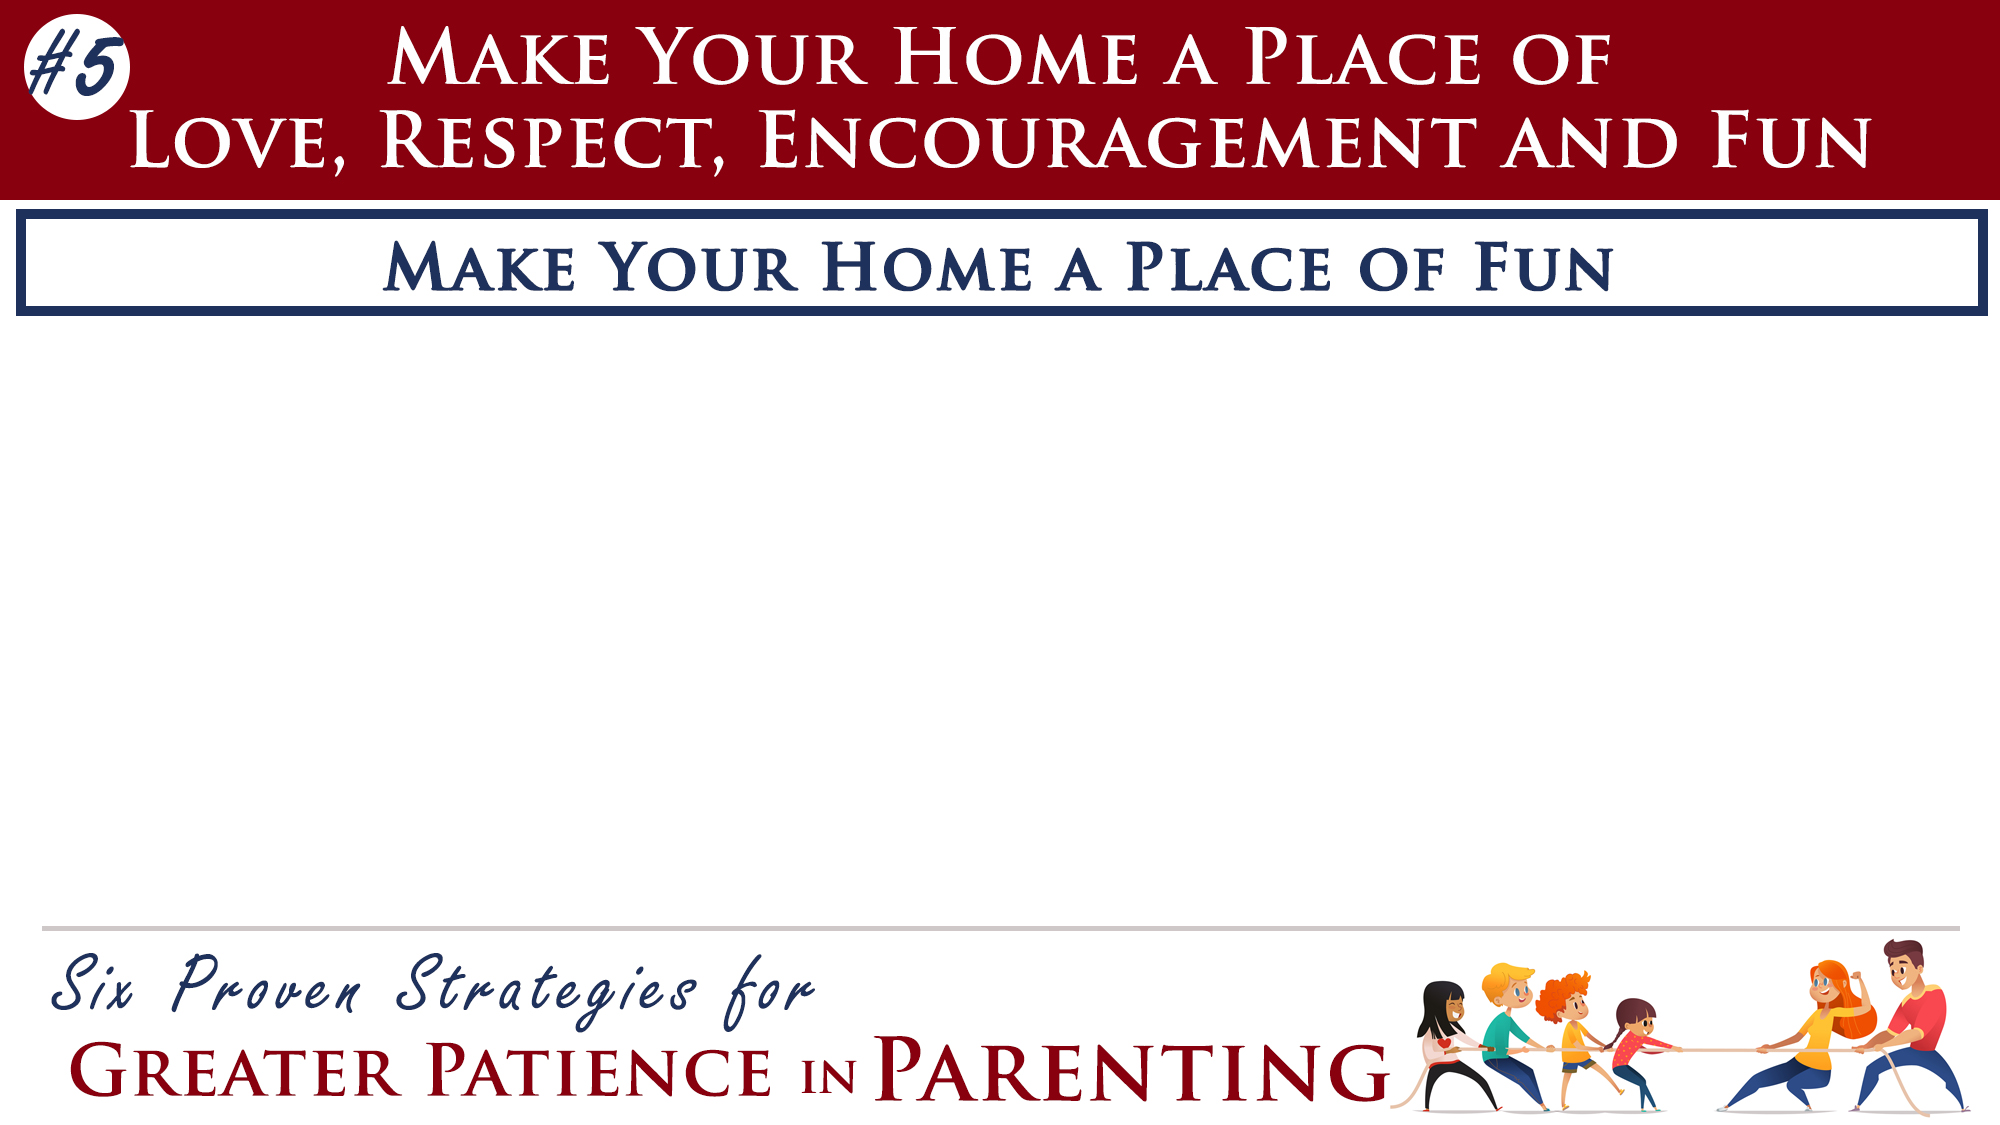 #5
Make Your Home a Place of
Love, Respect, Encouragement and Fun
Make Your Home a Place of Fun
Six Proven Strategies for
Greater Patience in Parenting